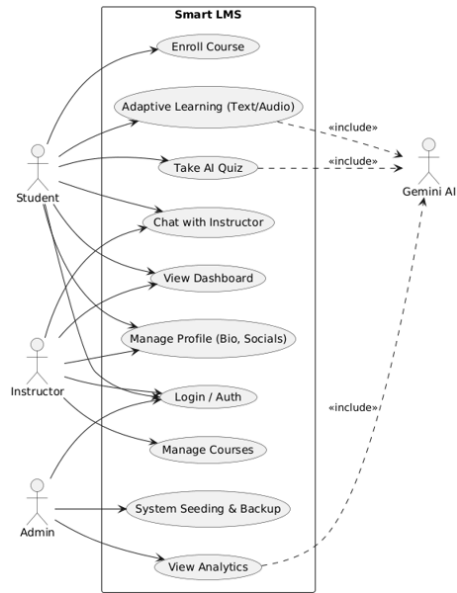 Smart LMS
Enroll Course
Adaptive Learning (Text/Audio)
«include»
Take AI Quiz
«include»
Student
Gemini AI
Chat with Instructor
View Dashboard
Manage Profile (Bio, Socials)
Instructor
Login / Auth
«include»
Manage Courses
System Seeding & Backup
Admin
View Analytics